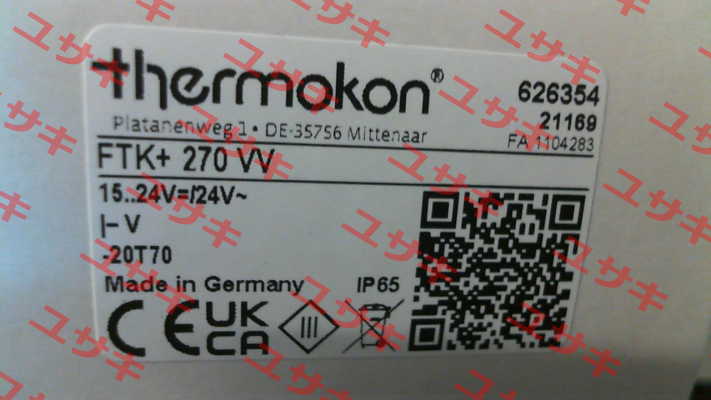 thermokon®
626354
21169
Platanenweg 1 • DE-35756 Mittenaar
FA 1104283
FTK+ 270 VV
15..24V=/24V~
|– V
-20T70
Made in Germany
IP65
CE UK
CA
III
ユサキ